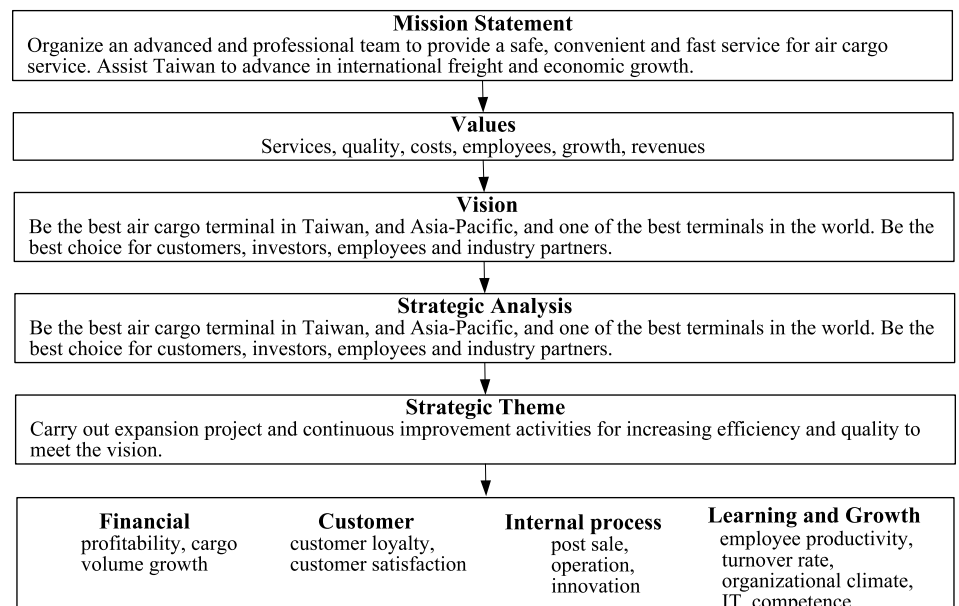 Mission Statement
Organize an advanced and professional team to provide a safe, convenient and fast service for air cargo
service. Assist Taiwan to advance in international freight and economic growth.
Values
Services, quality, costs, employees, growth, revenues
Vision
Be the best air cargo terminal in Taiwan, and Asia-Pacific, and one of the best terminals in the world. Be the
best choice for customers, investors, employees and industry partners.
Strategic Analysis
Be the best air cargo terminal in Taiwan, and Asia-Pacific, and one of the best terminals in the world. Be the
best choice for customers, investors, employees and industry partners.
Strategic Theme
Carry out expansion project and continuous improvement activities for increasing efficiency and quality to
meet the vision.
Financial
profitability, cargo
volume growth
Customer
customer loyalty,
customer satisfaction
Internal process
post sale,
operation,
innovation
Learning and Growth
employee productivity,
turnover rate,
organizational climate,
IT, competence